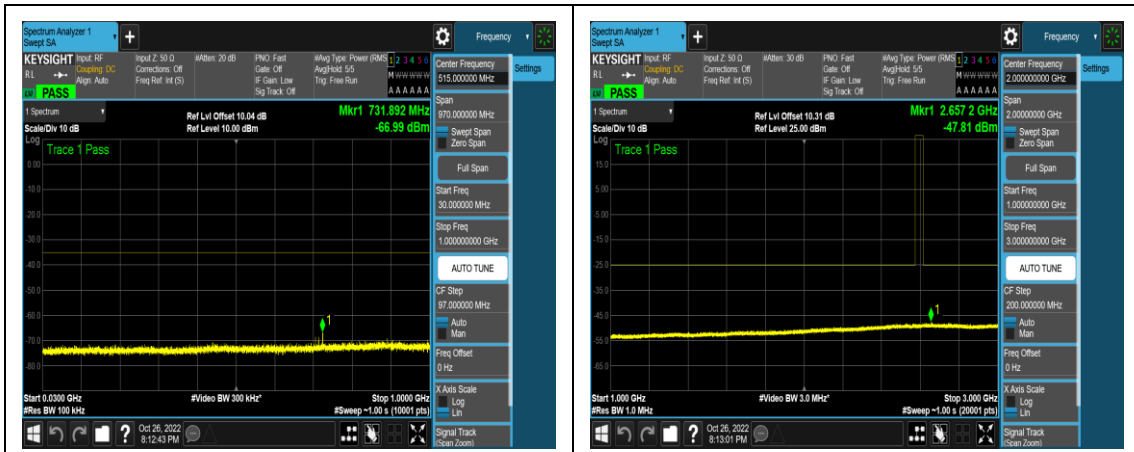 Spectrum Analyzer 1
Swept SA
Frequency
KEYSIGHT
RL
PASS
Input: RF
Coupling: DC
Align: Auto
Input Z: 50 Ω
Corrections: Off
Freq Ref: Int (S)
#Atten: 20 dB
PNO: Fast
Gate: Off
IF Gain: Low
Sig Track: Off
#Avg Type: Power (RMS
Avg|Hold: 5/5
Trig: Free Run
1 2 3 4 5 6
M W W W W W
A A A A A A
Center Frequency
515.000000 MHz
Settings
1 Spectrum
Scale/Div 10 dB
Ref Lvl Offset 10.04 dB
Ref Level 10.00 dBm
Mkr1 731.892 MHz
-66.99 dBm
Span
970.000000 MHz
Swept Span
Zero Span
Log
Trace 1 Pass
Full Span
0.00
-10.0
-20.0
-30.0
-40.0
-50.0
-60.0
-70.0
-80.0
1
Start Freq
30.000000 MHz
Stop Freq
1.000000000 GHz
AUTO TUNE
CF Step
97.000000 MHz
Auto
Man
Freq Offset
0 Hz
X Axis Scale
Log
Lin
Signal Track
(Span Zoom)
Start 0.0300 GHz
#Res BW 100 kHz
#Video BW 300 kHz*
Stop 1.0000 GHz
#Sweep ~1.00 s (10001 pts)
?
Oct 26, 2022
8:12:43 PM
Spectrum Analyzer 1
Swept SA
Frequency
KEYSIGHT
RL
PASS
Input: RF
Coupling: DC
Align: Auto
Input Z: 50 Ω
Corrections: Off
Freq Ref: Int (S)
#Atten: 30 dB
PNO: Fast
Gate: Off
IF Gain: Low
Sig Track: Off
#Avg Type: Power (RMS
Avg|Hold: 5/5
Trig: Free Run
1 2 3 4 5 6
M W W W W W
A A A A A A
Center Frequency
2.000000000 GHz
Settings
1 Spectrum
Scale/Div 10 dB
Ref Lvl Offset 10.31 dB
Ref Level 25.00 dBm
Mkr1 2.657 2 GHz
-47.81 dBm
Span
2.00000000 GHz
Swept Span
Zero Span
Log
Trace 1 Pass
Full Span
15.0
5.00
-5.00
-15.0
-25.0
-35.0
-45.0
-55.0
-65.0
1
Start Freq
1.000000000 GHz
Stop Freq
3.000000000 GHz
AUTO TUNE
CF Step
200.000000 MHz
Auto
Man
Freq Offset
0 Hz
X Axis Scale
Log
Lin
Signal Track
(Span Zoom)
Start 1.000 GHz
#Res BW 1.0 MHz
#Video BW 3.0 MHz*
Stop 3.000 GHz
#Sweep ~1.00 s (20001 pts)
?
Oct 26, 2022
8:13:01 PM